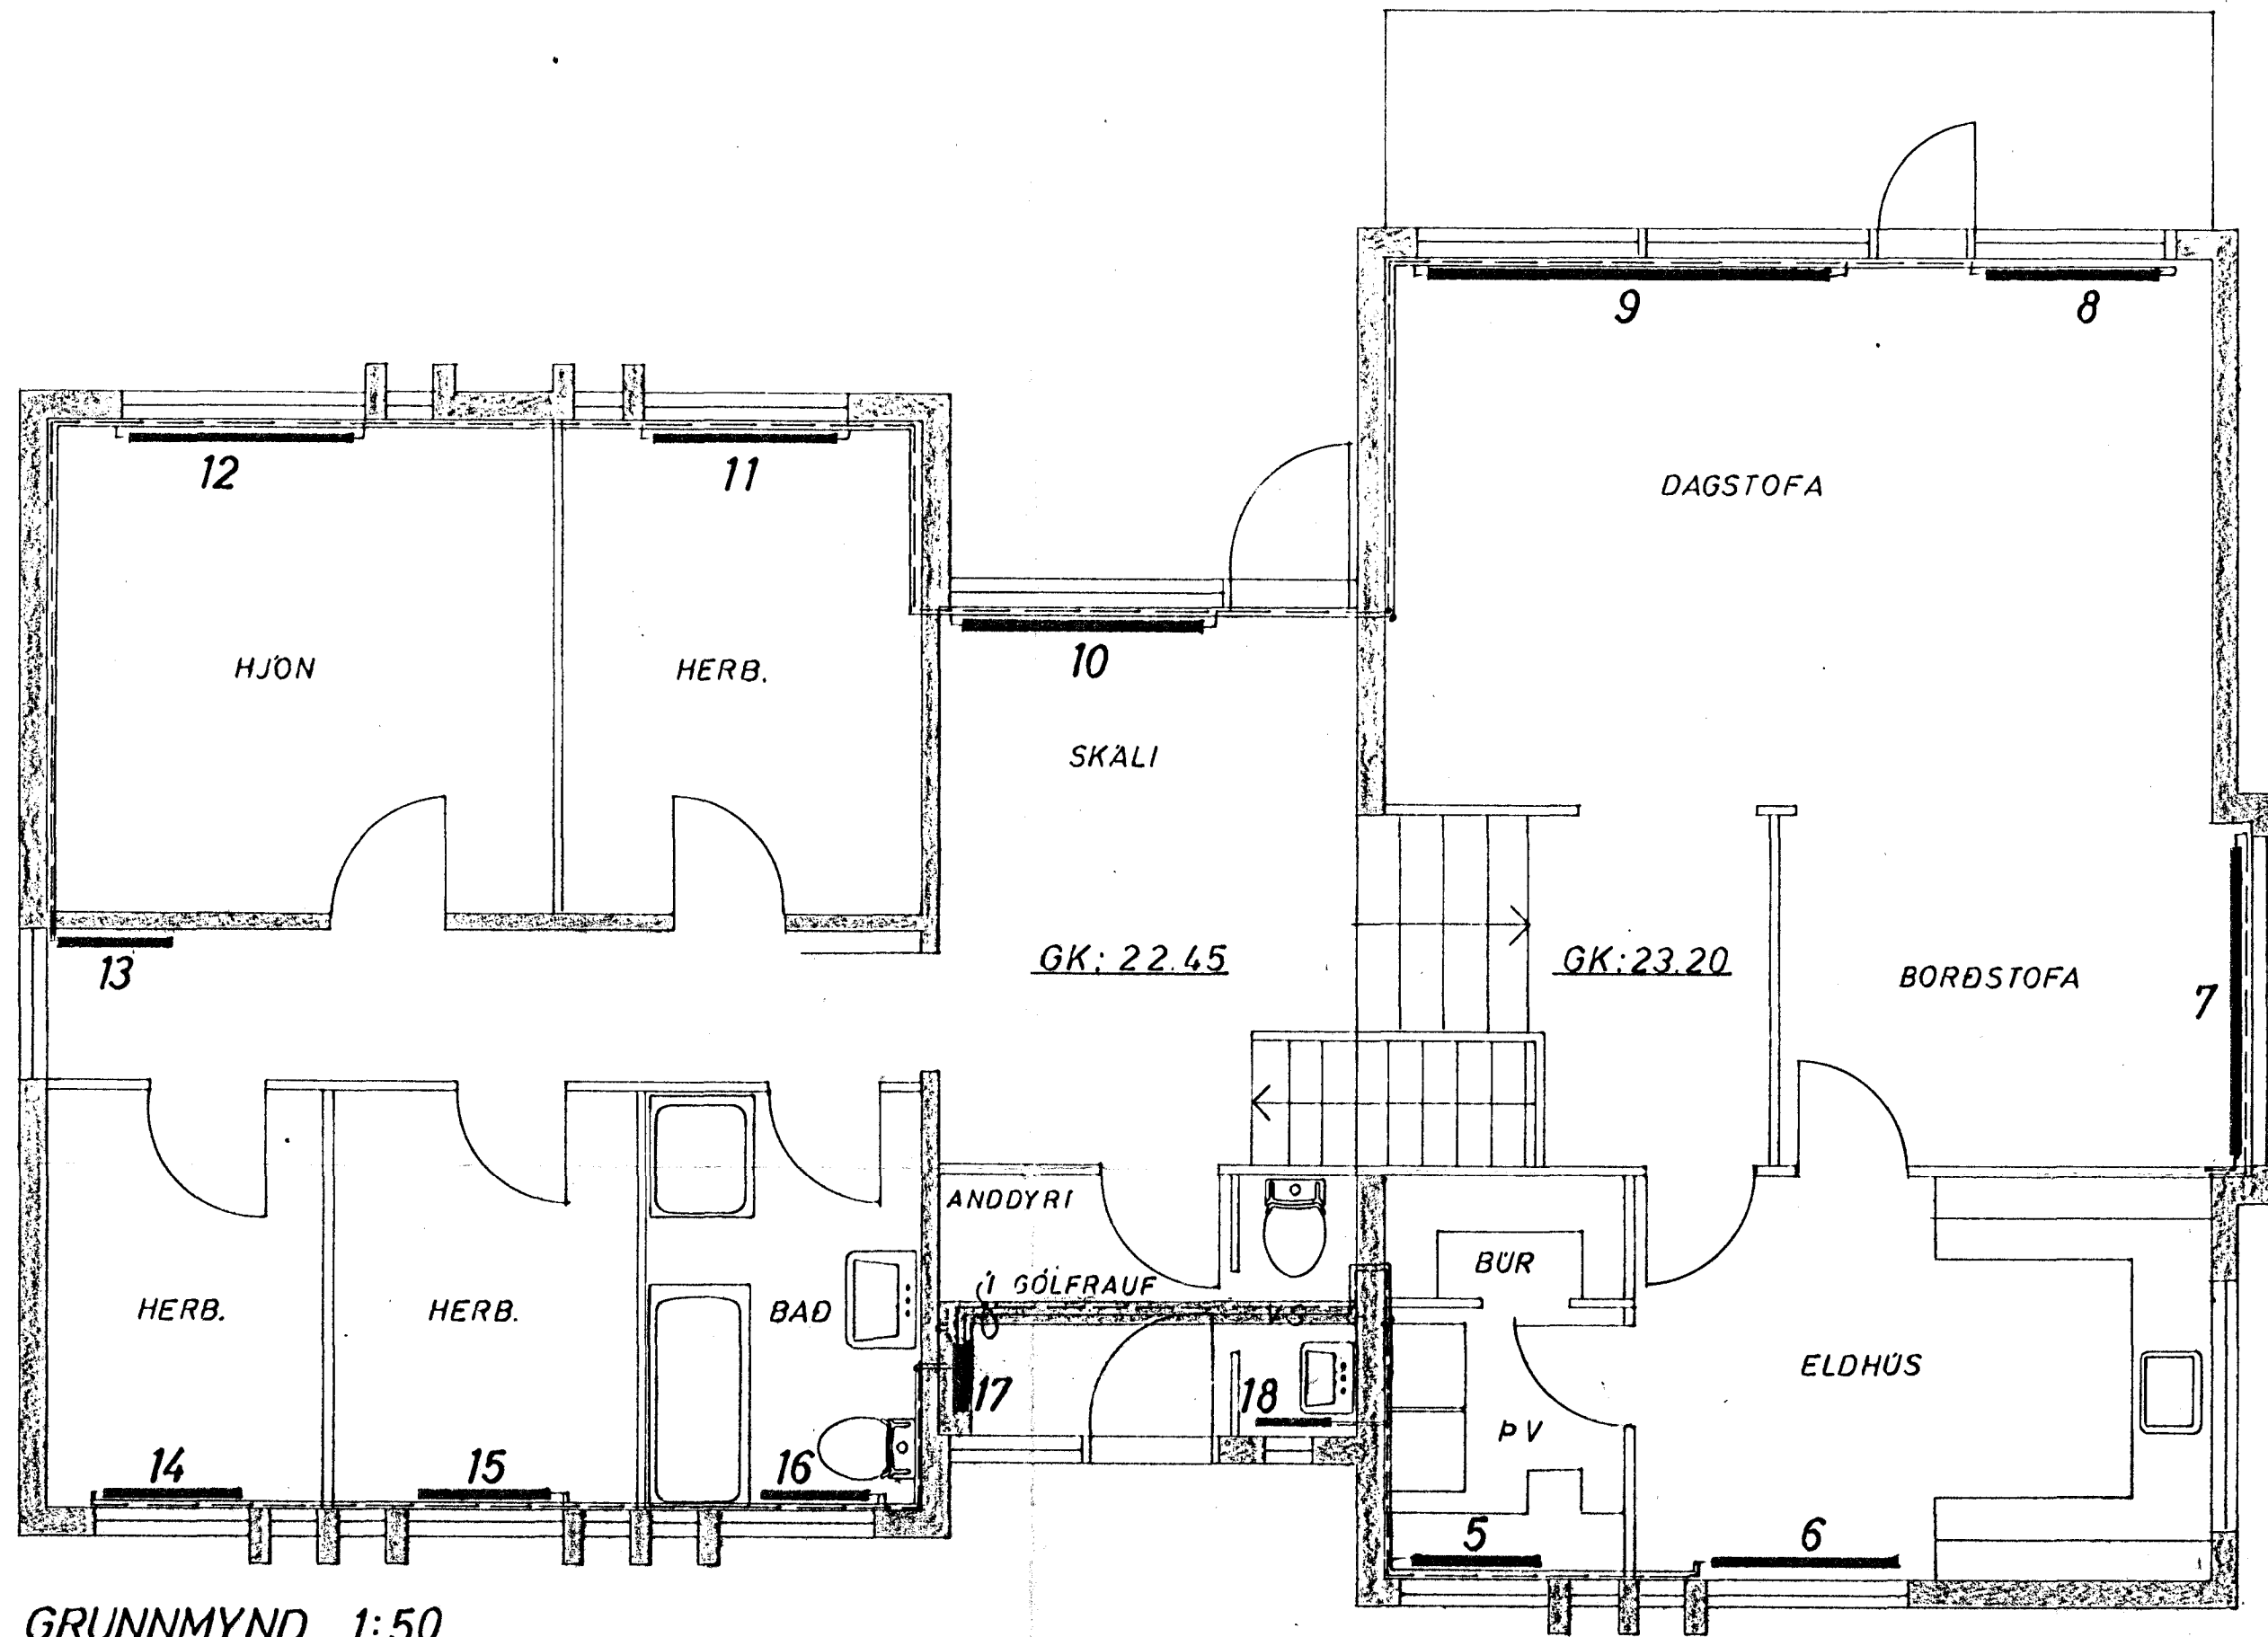 9
8
12
11
DAGSTOFA
HJÓN
HERB.
10
SKÁLI
13
GK: 22.45
GK: 23.20
BORÐSTOFA
7
ANDDYRI
BÚR
Í GÓLFRAUF
HERB.
HERB.
BAÐ
ELDHÚS
17
18
ÞV
14
15
16
5
6
GRUNNMYND 1:50